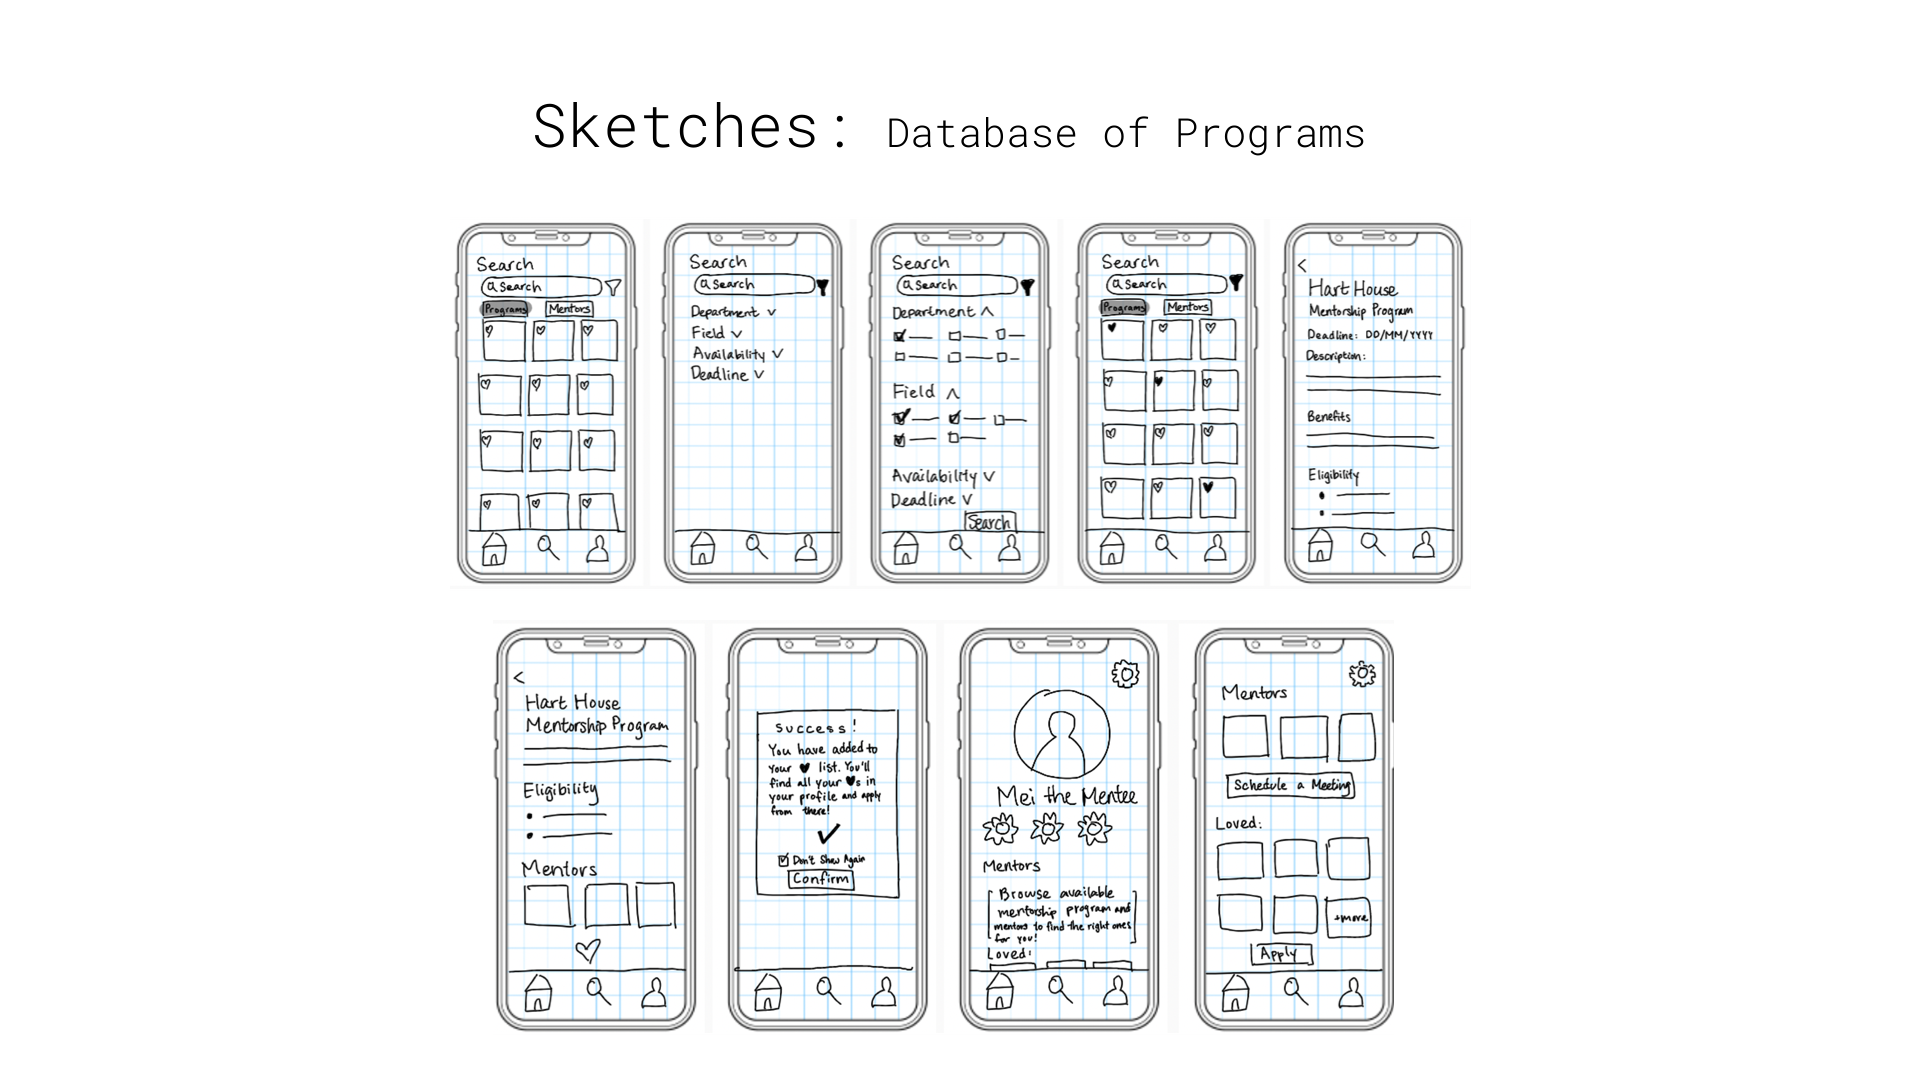 Sketches: Database of Programs
Search
Search
Programs Mentors
Search
Search
Department
Field
Availability
Deadline
Search
Search
Department
Field
Availability
Deadline
Search
Search
Search
Programs Mentors
Hart House
Mentorship Program
Deadline: DD/MM/YYYY
Description:
Benefits
Eligibility
Hart House
Mentorship Program
Eligibility
Mentors
Success!
You have added to
your ♥ list. You'll
find all your ♥s in
your profile and apply
from there!
Don't Show Again
Confirm
Mei the Mentee
Mentors
Browse available
mentorship program and
mentors to find the right ones
for you!
Loved:
Mentors
Schedule a Meeting
Loved:
+more
Apply